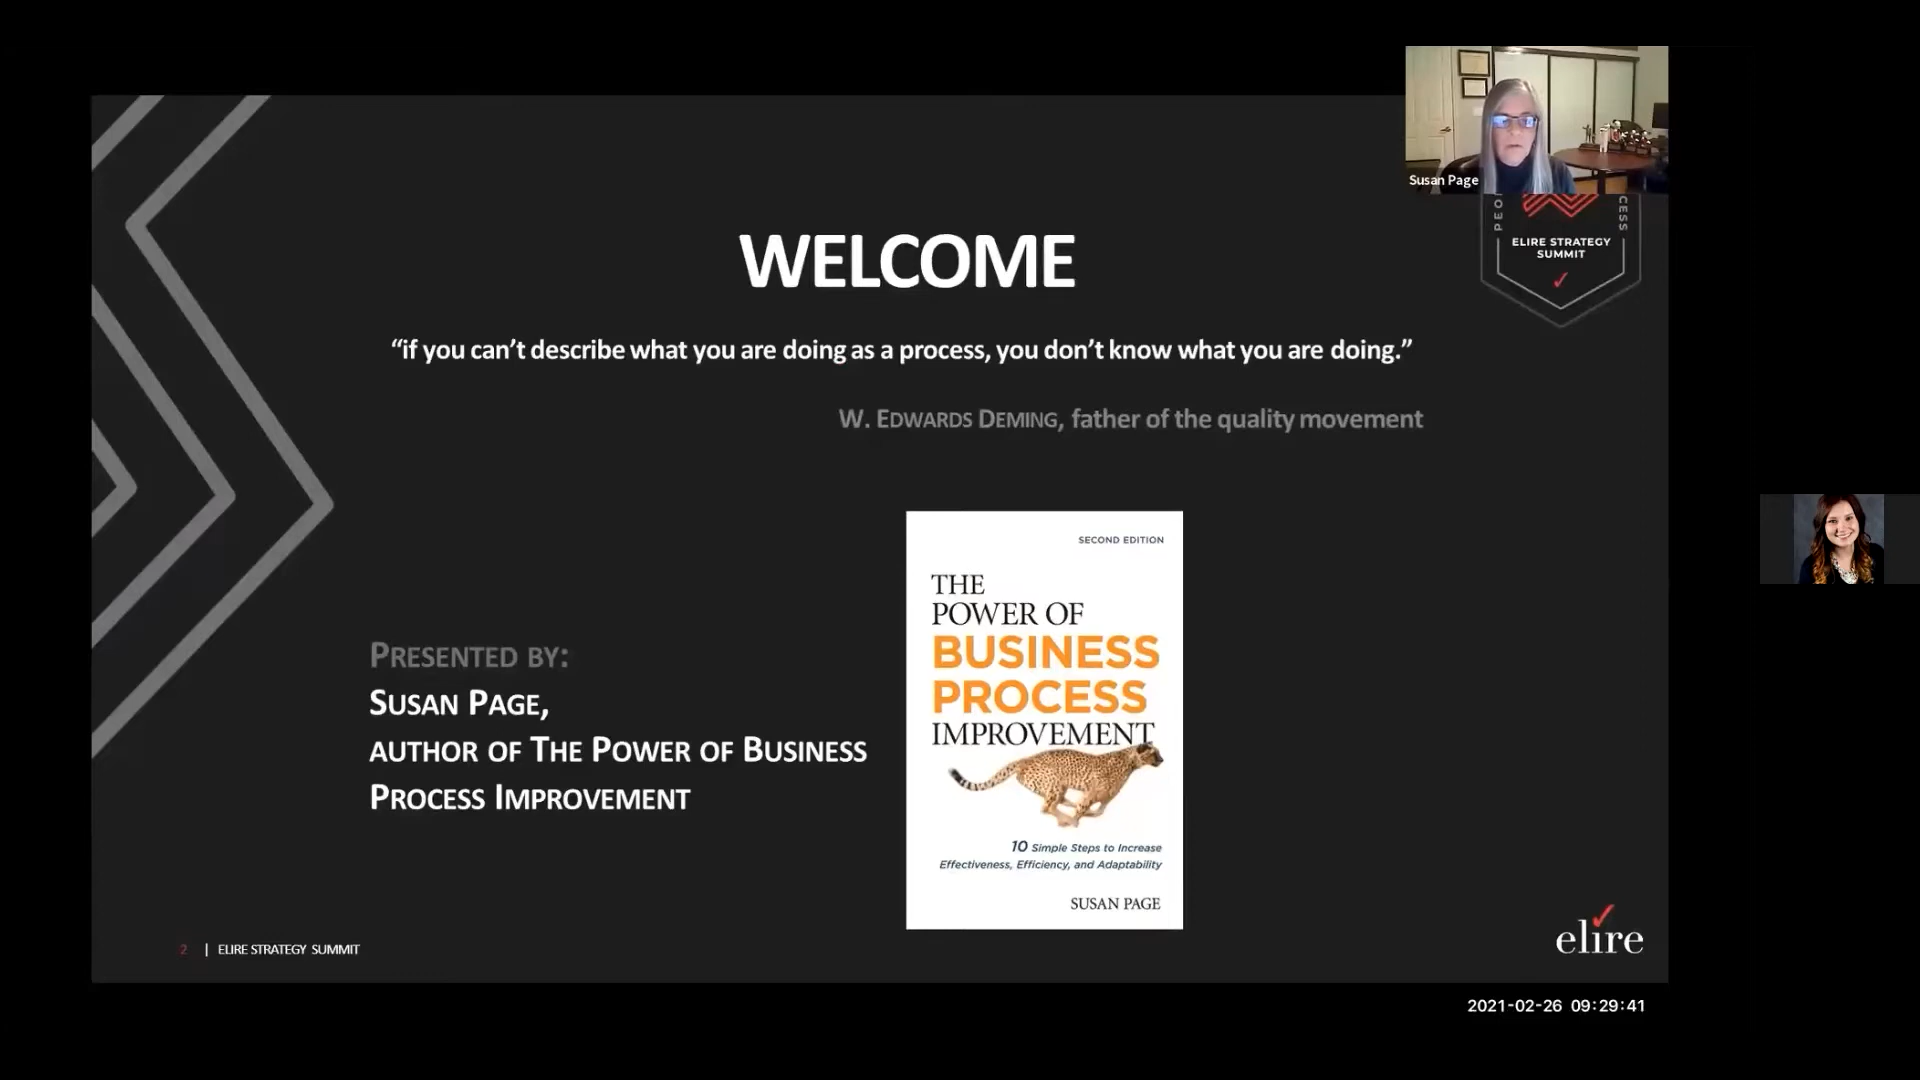 Susan Page
ELIRE STRATEGY
SUMMIT
WELCOME
“if you can’t describe what you are doing as a process, you don’t know what you are doing.”
W. EDWARDS DEMING, father of the quality movement
SECOND EDITION
THE
POWER OF
BUSINESS
PROCESS
IMPROVEMENT
10 Simple Steps to Increase
Effectiveness, Efficiency, and Adaptability
SUSAN PAGE
PRESENTED BY:
SUSAN PAGE,
AUTHOR OF THE POWER OF BUSINESS
PROCESS IMPROVEMENT
2 | ELIRE STRATEGY SUMMIT
elire
2021-02-26 09:29:41